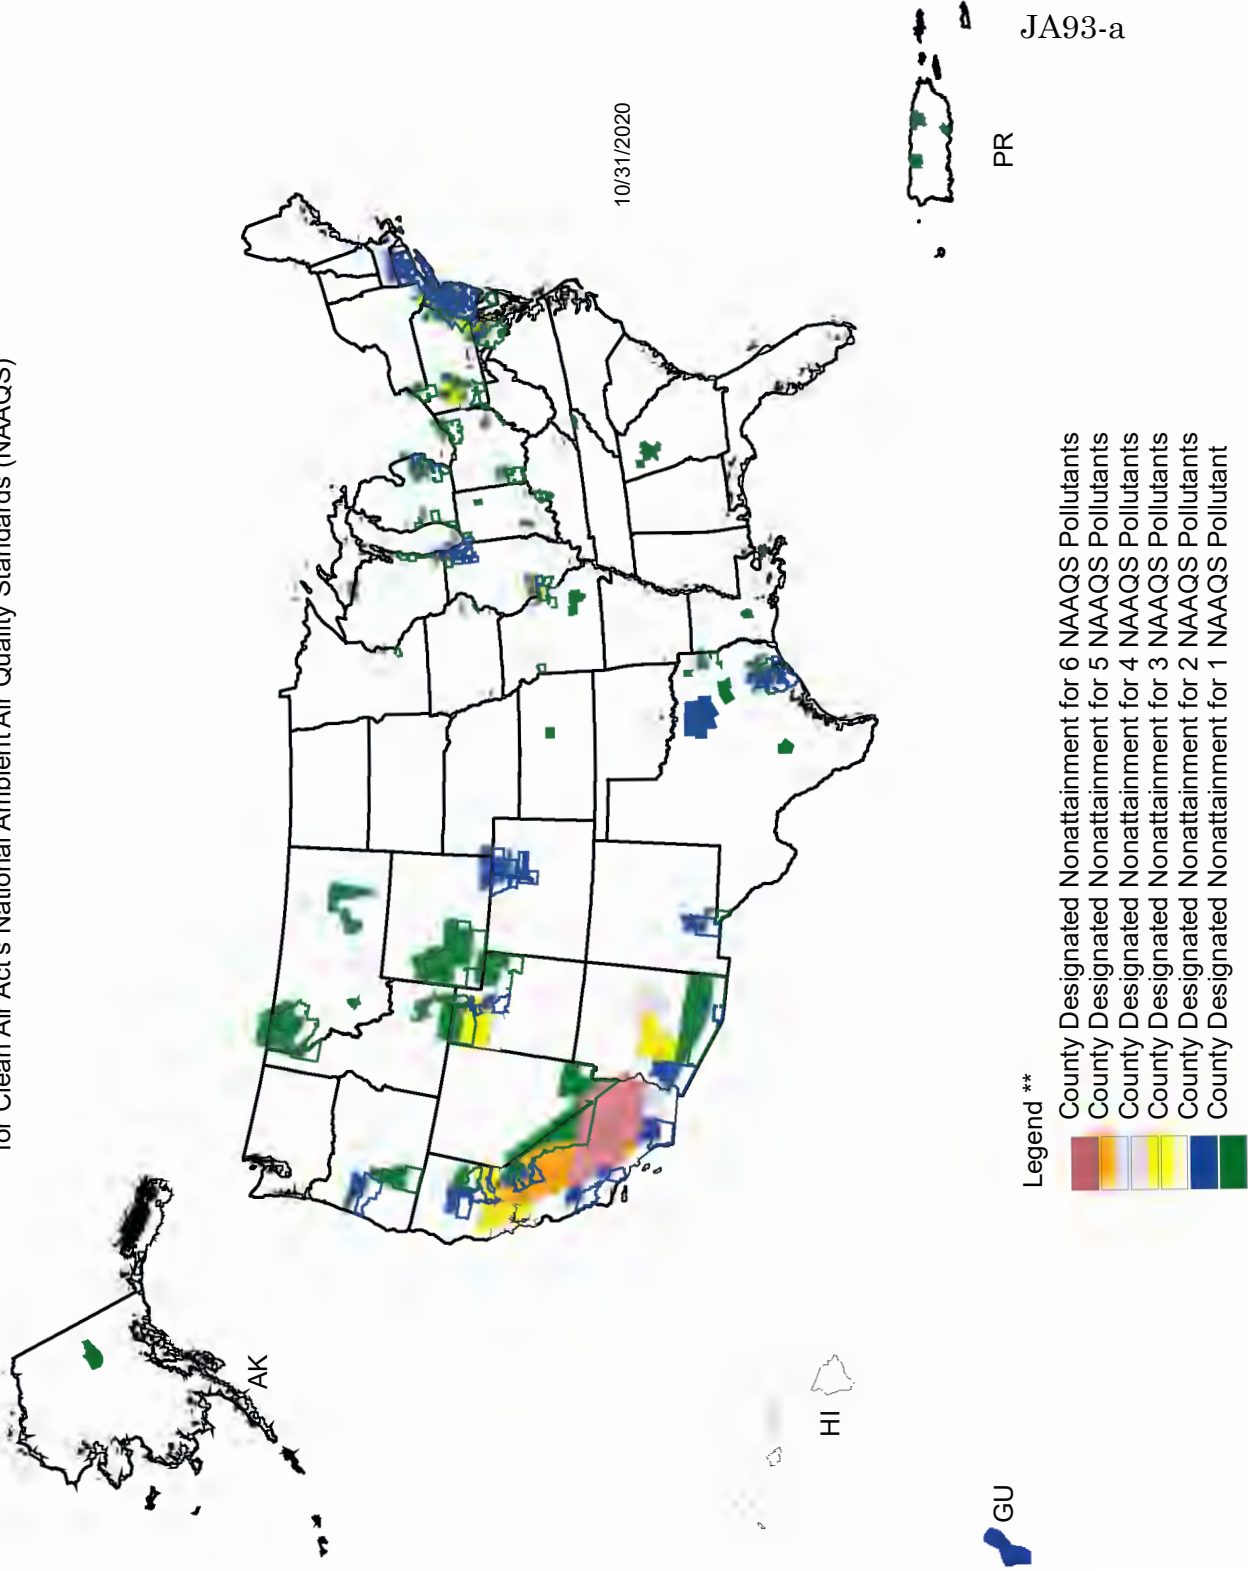 for Clean Air Act's National Ambient Air Quality Standards (NAAQS)
JA93-a
10/31/2020
PR
AK
HI
GU
Legend **
County Designated Nonattainment for 6 NAAQS Pollutants
County Designated Nonattainment for 5 NAAQS Pollutants
County Designated Nonattainment for 4 NAAQS Pollutants
County Designated Nonattainment for 3 NAAQS Pollutants
County Designated Nonattainment for 2 NAAQS Pollutants
County Designated Nonattainment for 1 NAAQS Pollutant